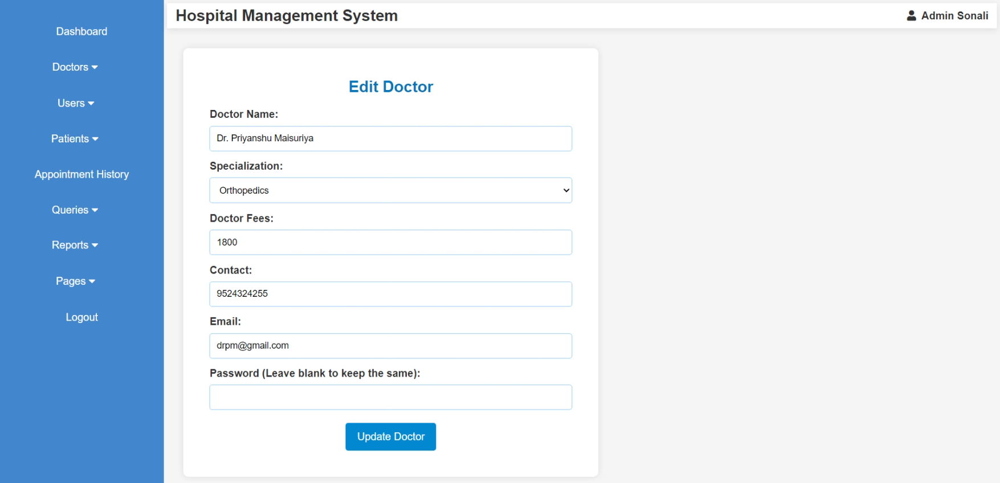 Hospital Management System
Admin Sonali
Dashboard
Doctors
Users
Patients
Appointment History
Queries
Reports
Pages
Logout
Edit Doctor
Doctor Name:
Dr. Priyanshu Maisuriya
Specialization:
Orthopedics
Doctor Fees:
1800
Contact:
9524324255
Email:
drpm@gmail.com
Password (Leave blank to keep the same):
Update Doctor